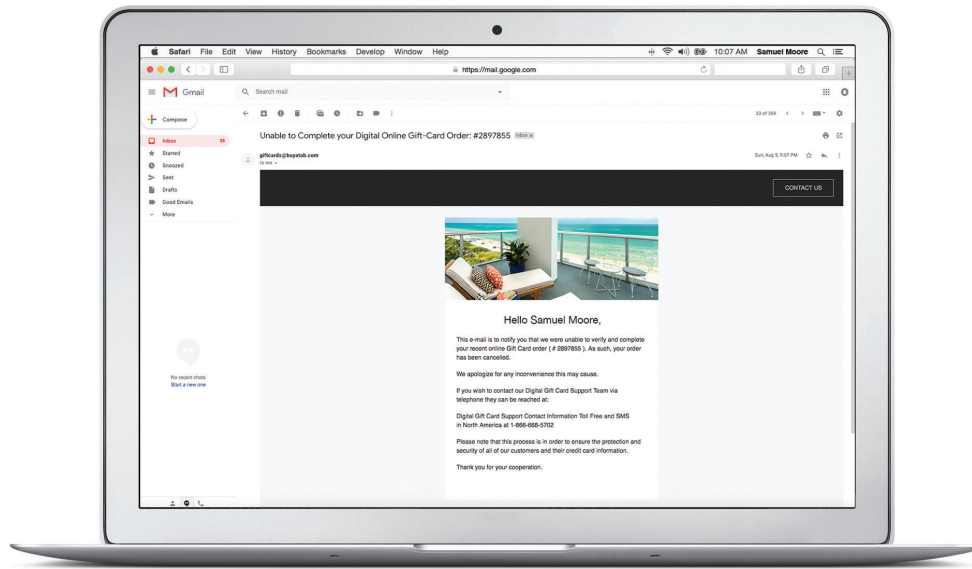 Safari File Edit View History Bookmarks Develop Window Help 10:07 AM Samuel Moore
https://mail.google.com
Gmail
Search mail
Compose
33 of 359
Unable to Complete your Digital Online Gift-Card Order: #2897855 Inbox x
Inbox 38
Starred
Snoozed
Sent
Drafts
Good Emails
More
giftcards@buyatab.com
to me
Sun, Aug 5, 9:07 PM
CONTACT US
Hello Samuel Moore,
This e-mail is to notify you that we were unable to verify and complete
your recent online Gift Card order ( # 2897855 ). As such, your order
has been cancelled.
We apologize for any inconvenience this may cause.
If you wish to contact our Digital Gift Card Support Team via
telephone they can be reached at:
Digital Gift Card Support Contact Information Toll Free and SMS
in North America at 1-866-668-5702
Please note that this process is in order to ensure the protection and
security of all of our customers and their credit card information.
Thank you for your cooperation.
No recent chats
Start a new one